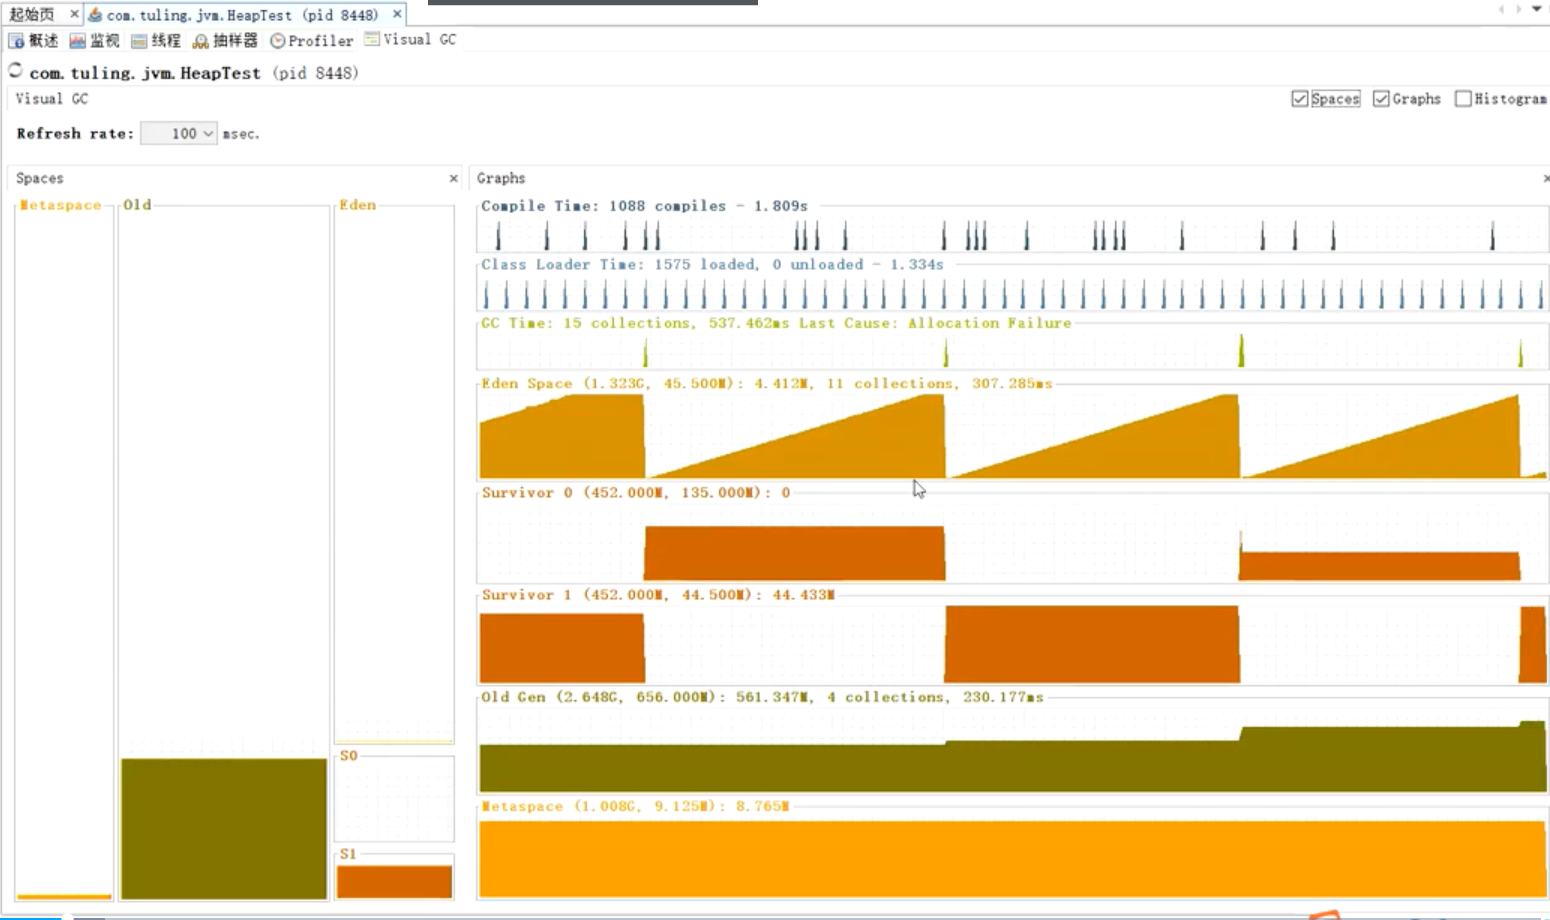 起始页 com.tuling.jvm.HeapTest (pid 8448)
概述 监视 线程 抽样器 Profiler Visual GC
com.tuling.jvm.HeapTest (pid 8448)
Visual GC Spaces Graphs Histogram
Refresh rate: 100 msec.
Spaces
Metaspace Old Eden
S0
S1
Graphs
Compile Time: 1088 compiles - 1.809s
Class Loader Time: 1575 loaded, 0 unloaded - 1.334s
GC Time: 15 collections, 537.462ms Last Cause: Allocation Failure
Eden Space (1.323G, 45.500M): 4.412M, 11 collections, 307.285ms
Survivor 0 (452.000M, 135.000M): 0
Survivor 1 (452.000M, 44.500M): 44.433M
Old Gen (2.648G, 656.000M): 561.347M, 4 collections, 230.177ms
Metaspace (1.008G, 9.125M): 8.765M